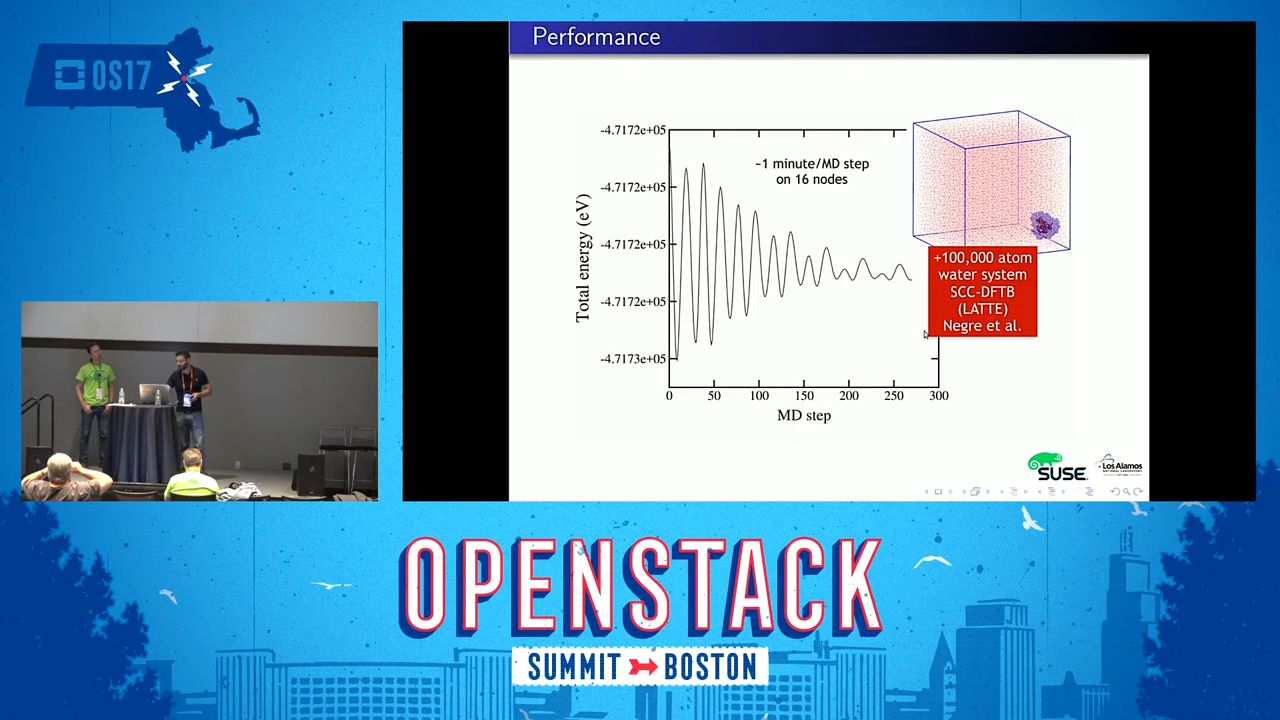 OS17
Performance
-4.7172e+05
-4.7172e+05
-4.7172e+05
-4.7172e+05
-4.7173e+05
Total energy (eV)
~1 minute/MD step
on 16 nodes
0
50
100
150
200
250
300
MD step
+100,000 atom
water system
SCC-DFTB
(LATTE)
Negre et al.
SUSE
Los Alamos
NATIONAL LABORATORY
OPENSTACK
SUMMIT BOSTON